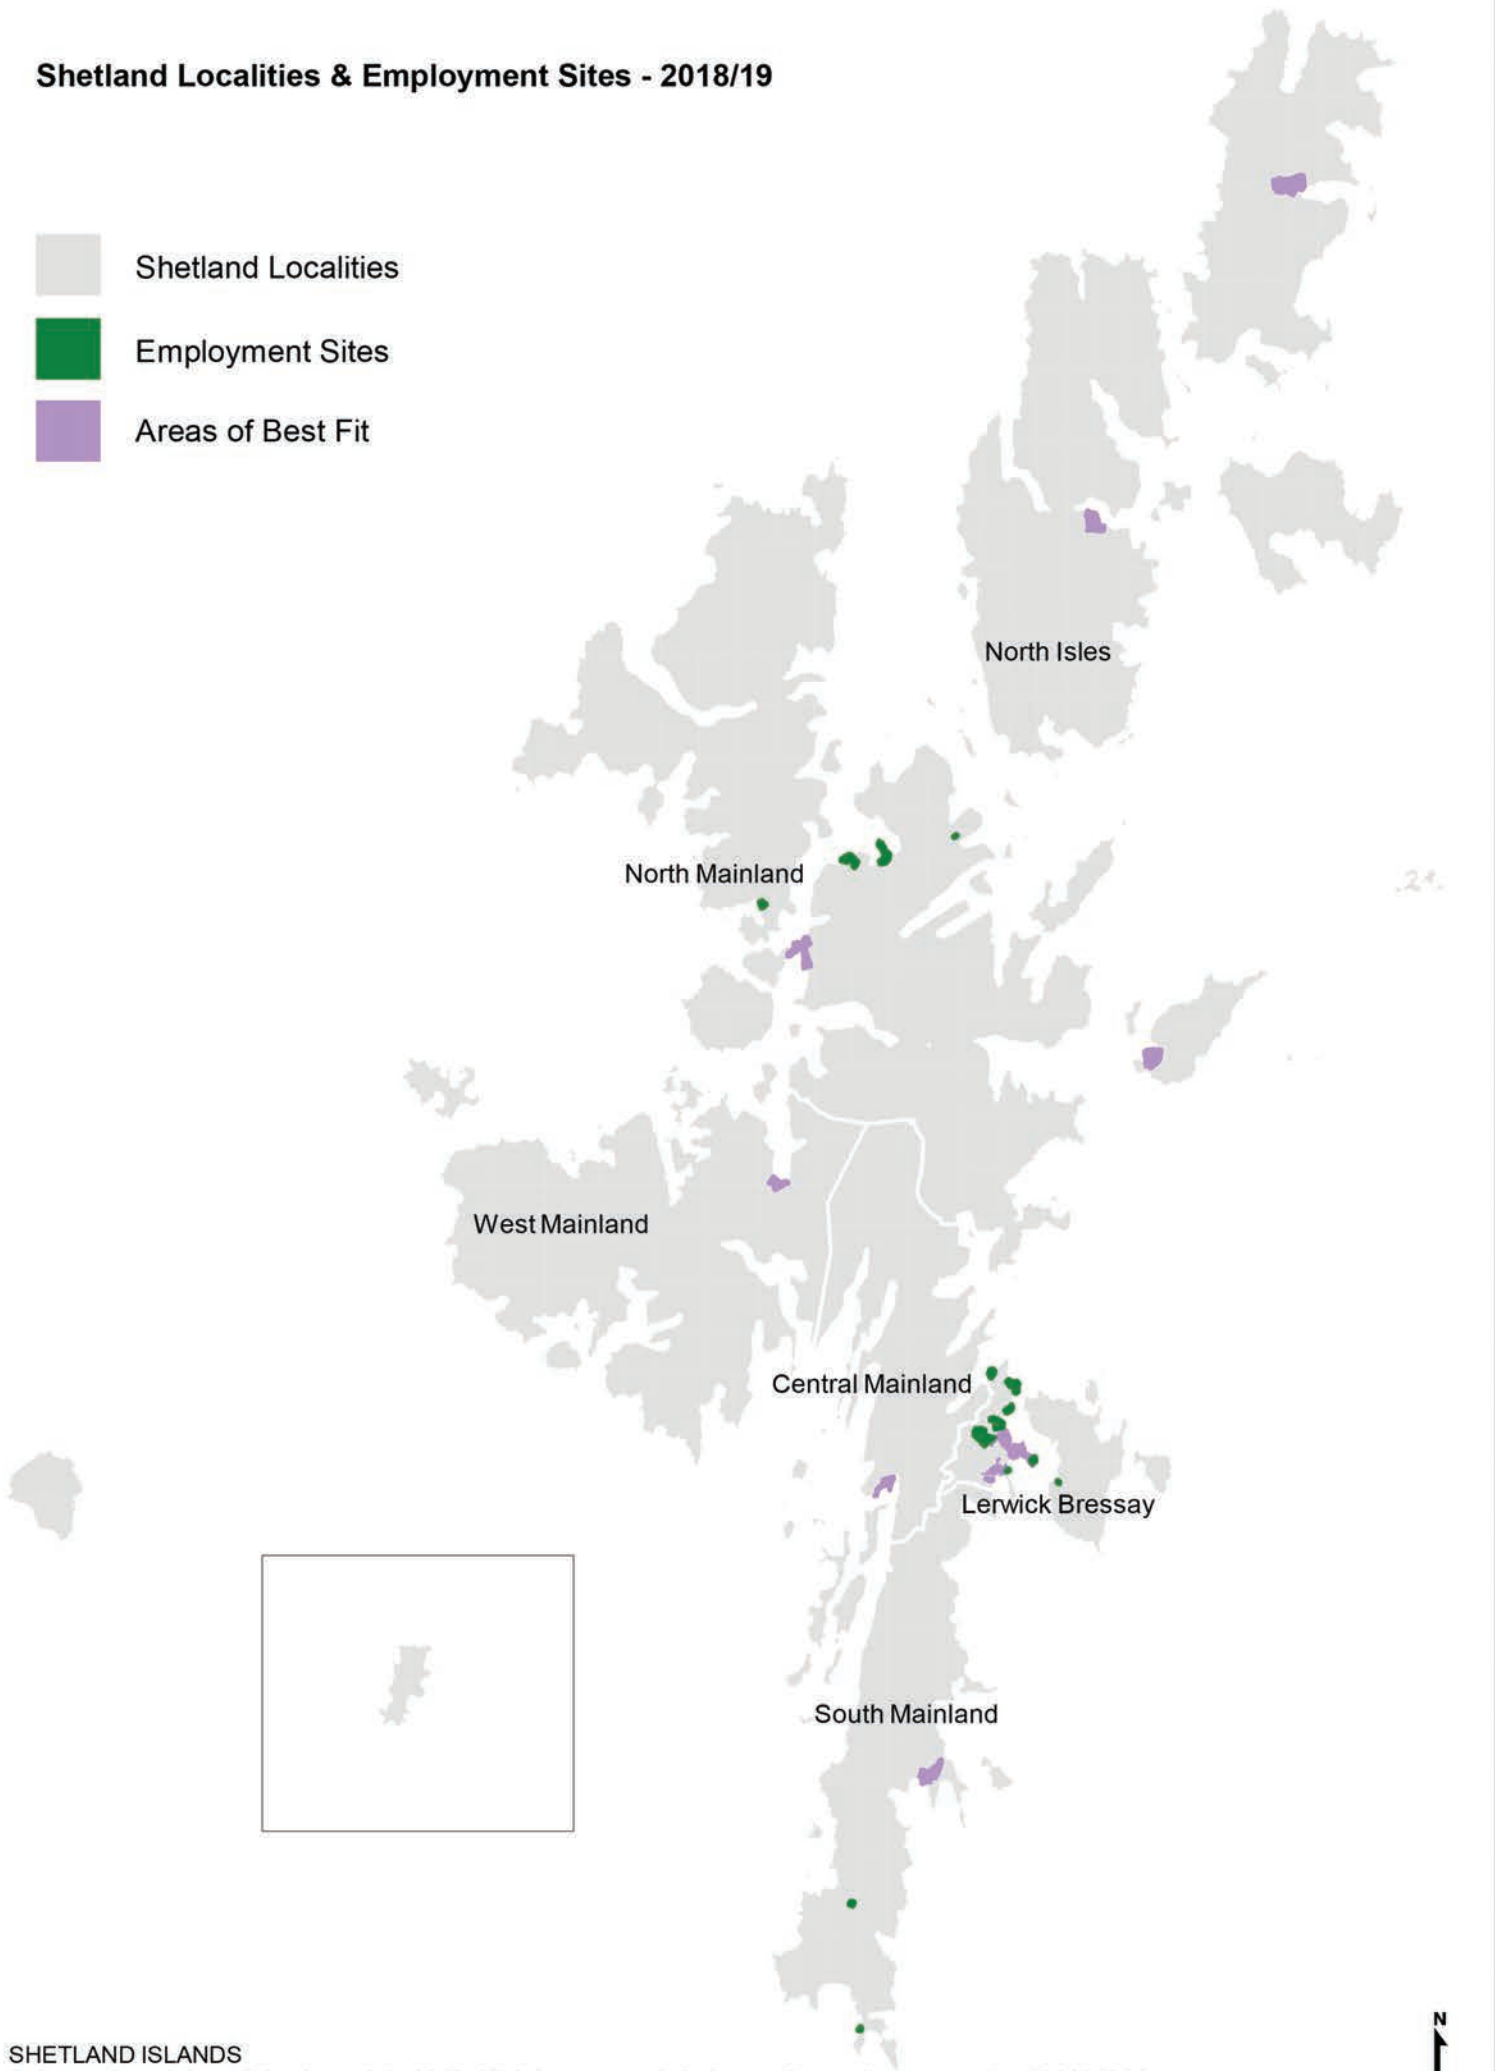 Shetland Localities & Employment Sites - 2018/19
Shetland Localities
Employment Sites
Areas of Best Fit
North Isles
North Mainland
West Mainland
Central Mainland
Lerwick Bressay
South Mainland
N
SHETLAND ISLANDS